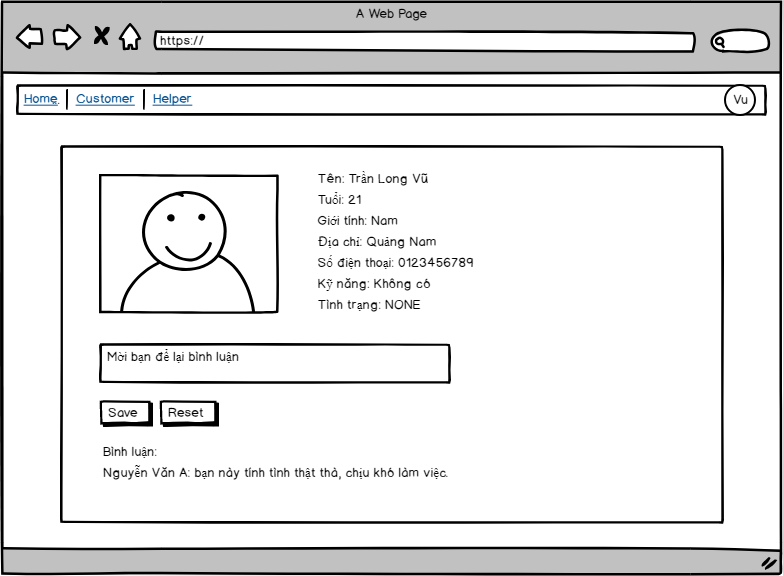 A Web Page
https://
Home Customer Helper Vu
Tên: Trần Long Vũ
Tuổi: 21
Giới tính: Nam
Địa chỉ: Quảng Nam
Số điện thoại: 0123456789
Kỹ năng: Không có
Tình trạng: NONE
Mời bạn để lại bình luận
Save Reset
Bình luận:
Nguyễn Văn A: bạn này tính tình thật thà, chịu khó làm việc.